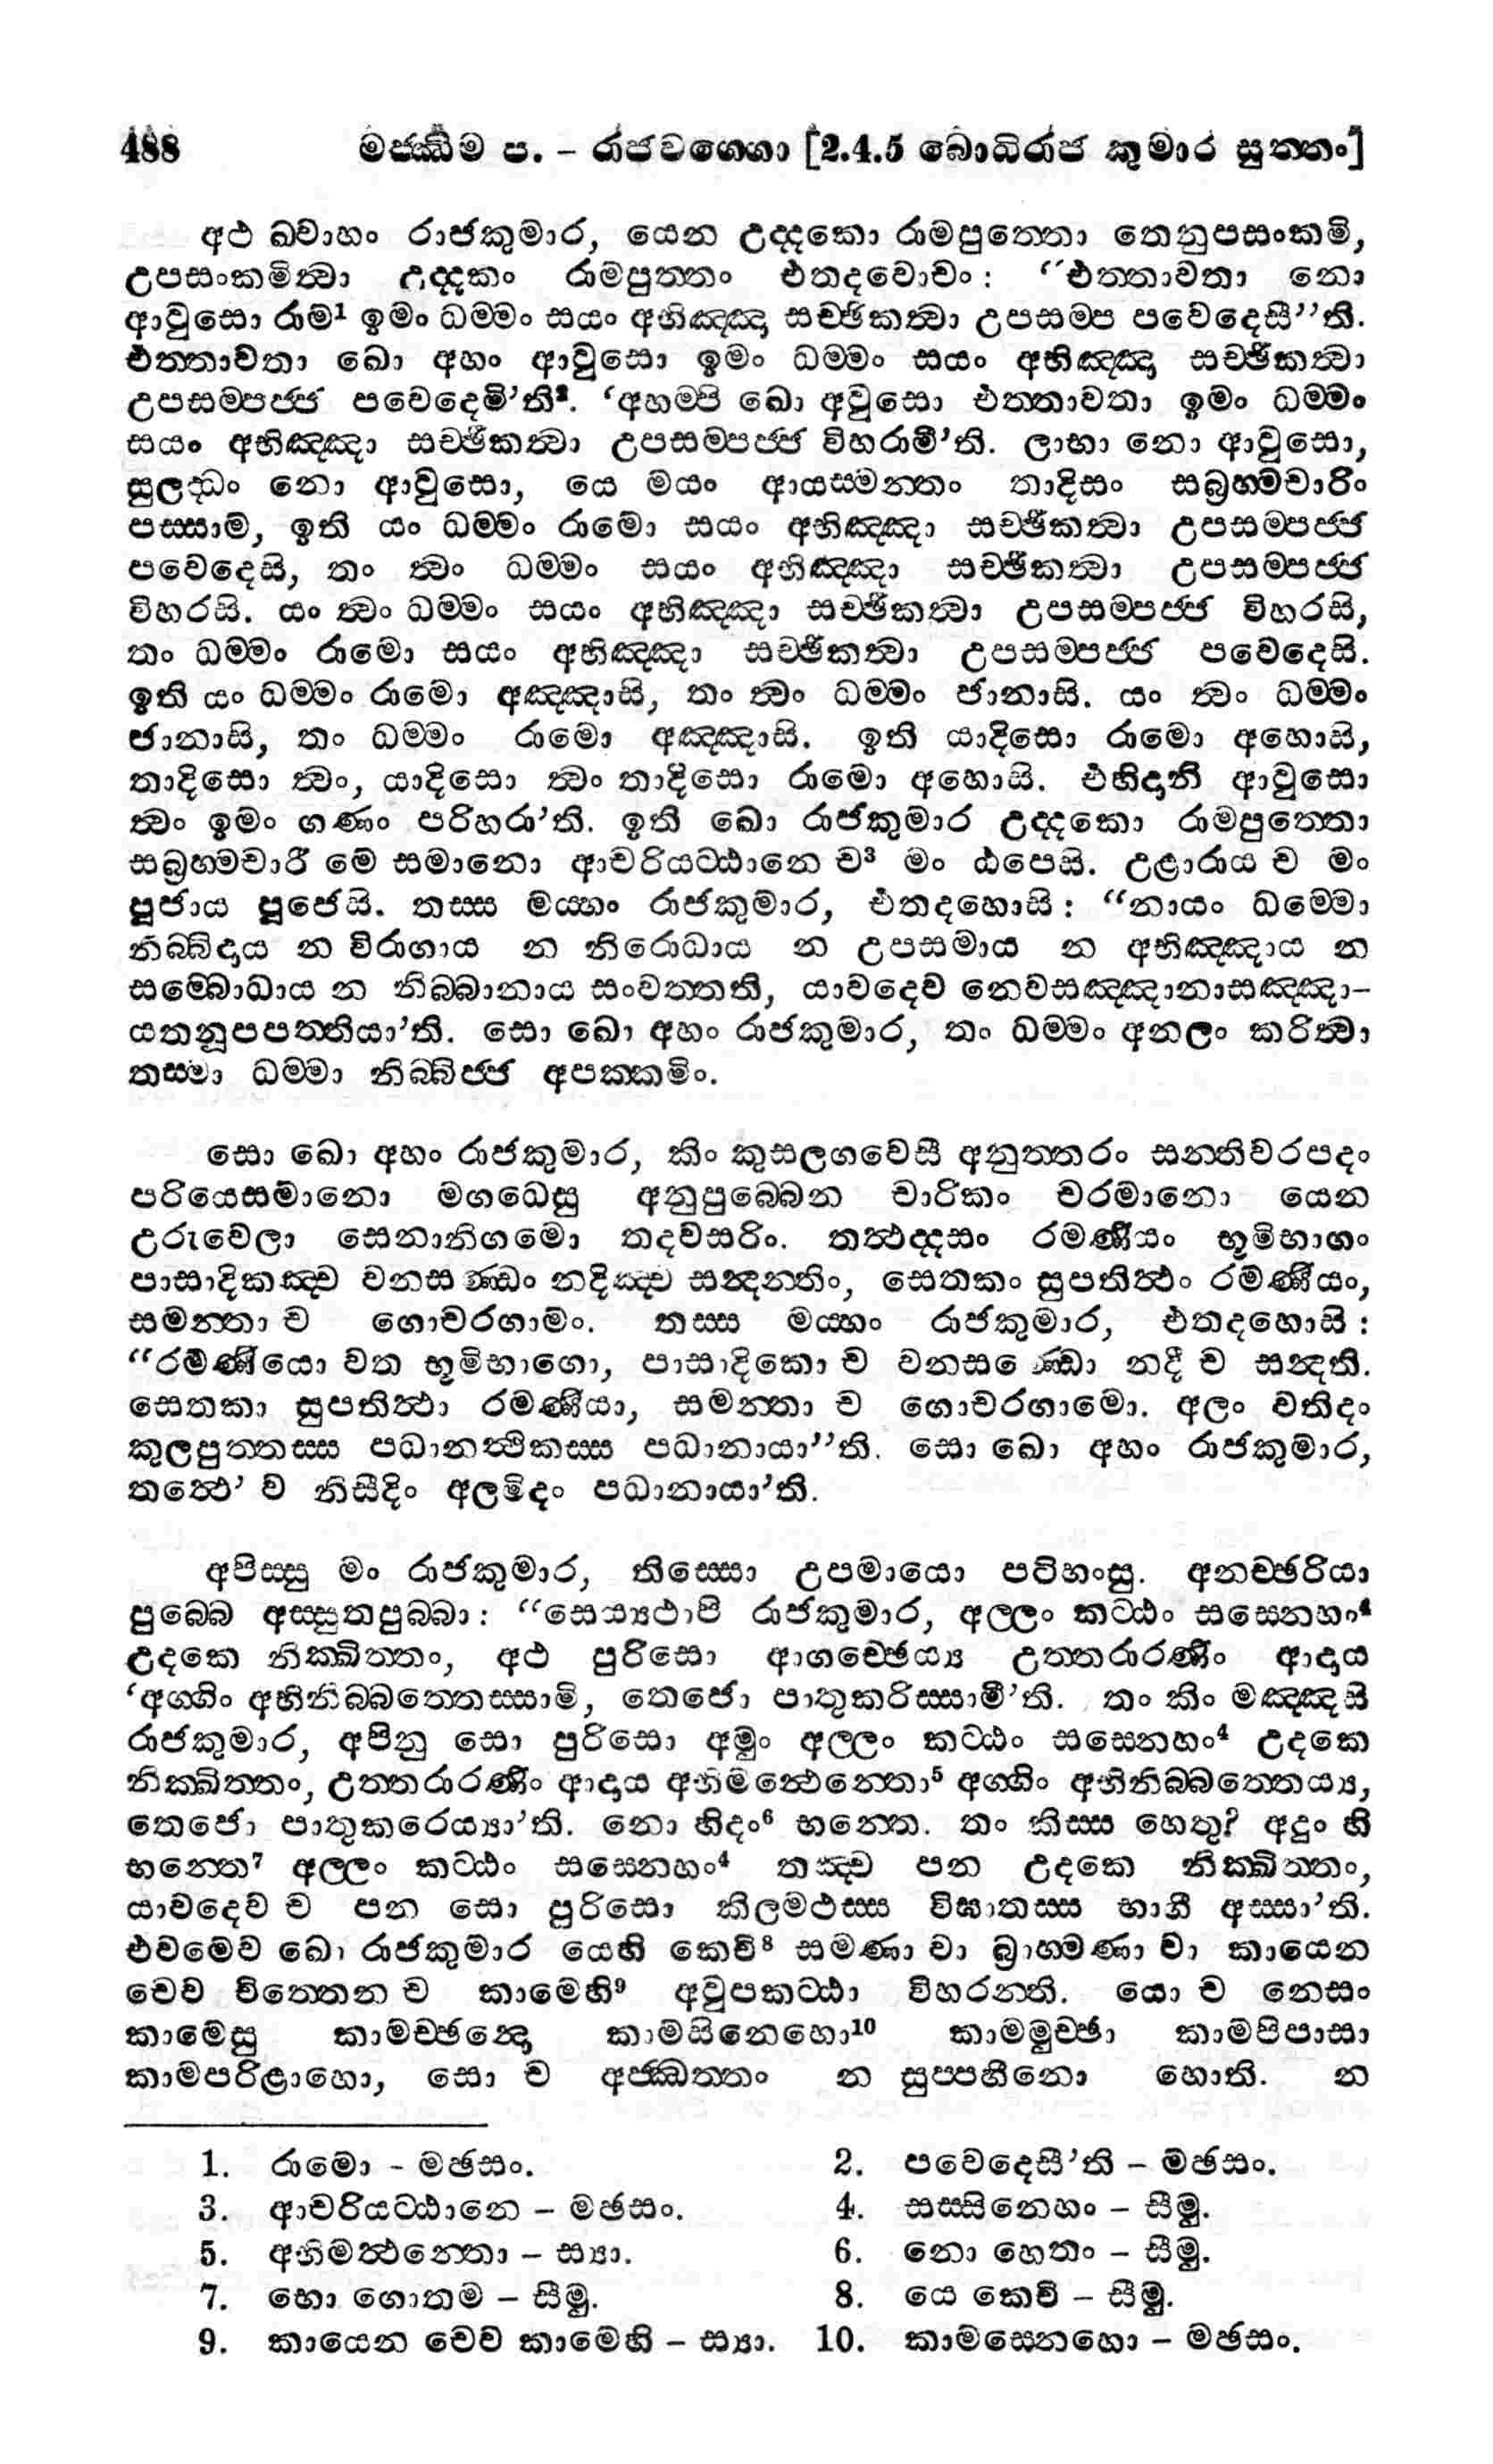 488 මජ්ඣිම ප. - රාජවග්ගො [2.4.5 බොධිරාජ කුමාර සුත්තං]
අථ ඛ්වාහං රාජකුමාර, යෙන උද්දකො රාමපුත්තො තෙනුපසංකමිං,
උපසංකමිත්වා උද්දකං රාමපුත්තං එතදවොචං: “එත්තාවතා නො
ආවුසො රාම¹ ඉමං ධම්මං සයං අභිඤ්ඤා සච්ඡිකත්වා උපසම්ප පවෙදෙසී”ති.
එත්තාවතා ඛො අහං ආවුසො ඉමං ධම්මං සයං අභිඤ්ඤා සච්ඡිකත්වා
උපසම්පජ්ජ පවෙදෙමි’ති². ‘අහම්පි ඛො අවුසො එත්තාවතා ඉමං ධම්මං
සයං අභිඤ්ඤා සච්ඡිකත්වා උපසම්පජ්ජ විහරාමී’ති. ලාභා නො ආවුසො,
සුලද්ධං නො ආවුසො, යෙ මයං ආයස්මන්තං තාදිසං සබ්‍රහ්මචාරිං
පස්සාම, ඉති යං ධම්මං රාමො සයං අභිඤ්ඤා සච්ඡිකත්වා උපසම්පජ්ජ
පවෙදෙසි, තං ත්වං ධම්මං සයං අභිඤ්ඤා සච්ඡිකත්වා උපසම්පජ්ජ
විහරසි. යං ත්වං ධම්මං සයං අභිඤ්ඤා සච්ඡිකත්වා උපසම්පජ්ජ විහරසි,
තං ධම්මං රාමො සයං අභිඤ්ඤා සච්ඡිකත්වා උපසම්පජ්ජ පවෙදෙසි.
ඉති යං ධම්මං රාමො අඤ්ඤාසි, තං ත්වං ධම්මං ජානාසි. යං ත්වං ධම්මං
ජානාසි, තං ධම්මං රාමො අඤ්ඤාසි. ඉති යාදිසො රාමො අහොසි,
තාදිසො ත්වං, යාදිසො ත්වං තාදිසො රාමො අහොසි. එහිදානි ආවුසො
ත්වං ඉමං ගණං පරිහරා’ති. ඉති ඛො රාජකුමාර උද්දකො රාමපුත්තො
සබ්‍රහ්මචාරී මෙ සමානො ආචරියට්ඨානෙ ච³ මං ඨපෙසි. උළාරාය ච මං
පූජාය පූජෙසි. තස්ස මය්හං රාජකුමාර, එතදහොසි: “නායං ධම්මො
නිබ්බිදාය න විරාගාය න නිරොධාය න උපසමාය න අභිඤ්ඤාය න
සම්බොධාය න නිබ්බානාය සංවත්තති, යාවදෙව නෙවසඤ්ඤානාසඤ්ඤා-
යතනූපපත්තියා’ති. සො ඛො අහං රාජකුමාර, තං ධම්මං අනලං කරිත්වා
තස්මා ධම්මා නිබ්බිජ්ජ අපක්කමිං.
සො ඛො අහං රාජකුමාර, කිං කුසලගවෙසී අනුත්තරං සන්තිවරපදං
පරියෙසමානො මගධෙසු අනුපුබ්බෙන චාරිකං චරමානො යෙන
උරුවෙලා සෙනානිගමො තදවසරිං. තත්ථද්දසං රමණීයං භූමිභාගං
පාසාදිකඤ්ච වනසණ්ඩං නදිඤ්ච සන්දන්තිං, සෙතකං සුපතිත්ථං රමණීයං,
සමන්තා ච ගොචරගාමං. තස්ස මය්හං රාජකුමාර, එතදහොසි:
“රමණීයො වත භූමිභාගො, පාසාදිකො ච වනසණ්ඩො නදී ච සන්දති.
සෙතකා සුපතිත්ථා රමණීයා, සමන්තා ච ගොචරගාමො. අලං වතිදං
කුලපුත්තස්ස පධානත්ථිකස්ස පධානායා”ති. සො ඛො අහං රාජකුමාර,
තත්ථෙ’ ව නිසීදිං අලමිදං පධානායා’ති.
අපිස්සු මං රාජකුමාර, තිස්සො උපමායො පටිභංසු. අනච්ඡරියා
පුබ්බෙ අස්සුතපුබ්බා: “සෙය්‍යථාපි රාජකුමාර, අල්ලං කට්ඨං සස්නෙහං⁴
උදකෙ නික්ඛිත්තං, අථ පුරිසො ආගච්ඡෙය්‍ය උත්තරාරණිං ආදාය
‘අග්ගිං අභිනිබ්බත්තෙස්සාමි, තෙජො පාතුකරිස්සාමී’ති. තං කිං මඤ්ඤසි
රාජකුමාර, අපිනු සො පුරිසො අමුං අල්ලං කට්ඨං සස්නෙහං⁴ උදකෙ
නික්ඛිත්තං, උත්තරාරණිං ආදාය අභිමන්ථෙන්තො⁵ අග්ගිං අභිනිබ්බත්තෙය්‍ය,
තෙජො පාතුකරෙය්‍යා’ති. නො හිදං⁶ භන්තෙ. තං කිස්ස හෙතු? අදුං හි
භන්තෙ⁷ අල්ලං කට්ඨං සස්නෙහං⁴ තඤ්ච පන උදකෙ නික්ඛිත්තං,
යාවදෙව ච පන සො පුරිසො කිලමථස්ස විඝාතස්ස භාගී අස්සා’ති.
එවමෙව ඛො රාජකුමාර යෙහි කෙචි⁸ සමණා වා බ්‍රාහ්මණා වා කායෙන
චෙව චිත්තෙන ච කාමෙහි⁹ අවූපකට්ඨා විහරන්ති. යො ච නෙසං
කාමෙසු කාමච්ඡන්දො කාමසිනෙහො¹⁰ කාමමුච්ඡා කාමපිපාසා
කාමපරිළාහො, සො ච අජ්ඣත්තං න සුප්පහීනො හොති. න
1. රාමො - මඡසං. 2. පවෙදෙසී’ති - මඡසං.
3. ආචරියට්ඨානෙ - මඡසං. 4. සස්සිනෙහං - සීමු.
5. අභිමත්ථන්තො - ස්‍යා. 6. නො හෙතං - සීමු.
7. භො ගොතම - සීමු. 8. යෙ කෙචි - සීමු.
9. කායෙන චෙව කාමෙහි - ස්‍යා. 10. කාමස්නෙහො - මඡසං.